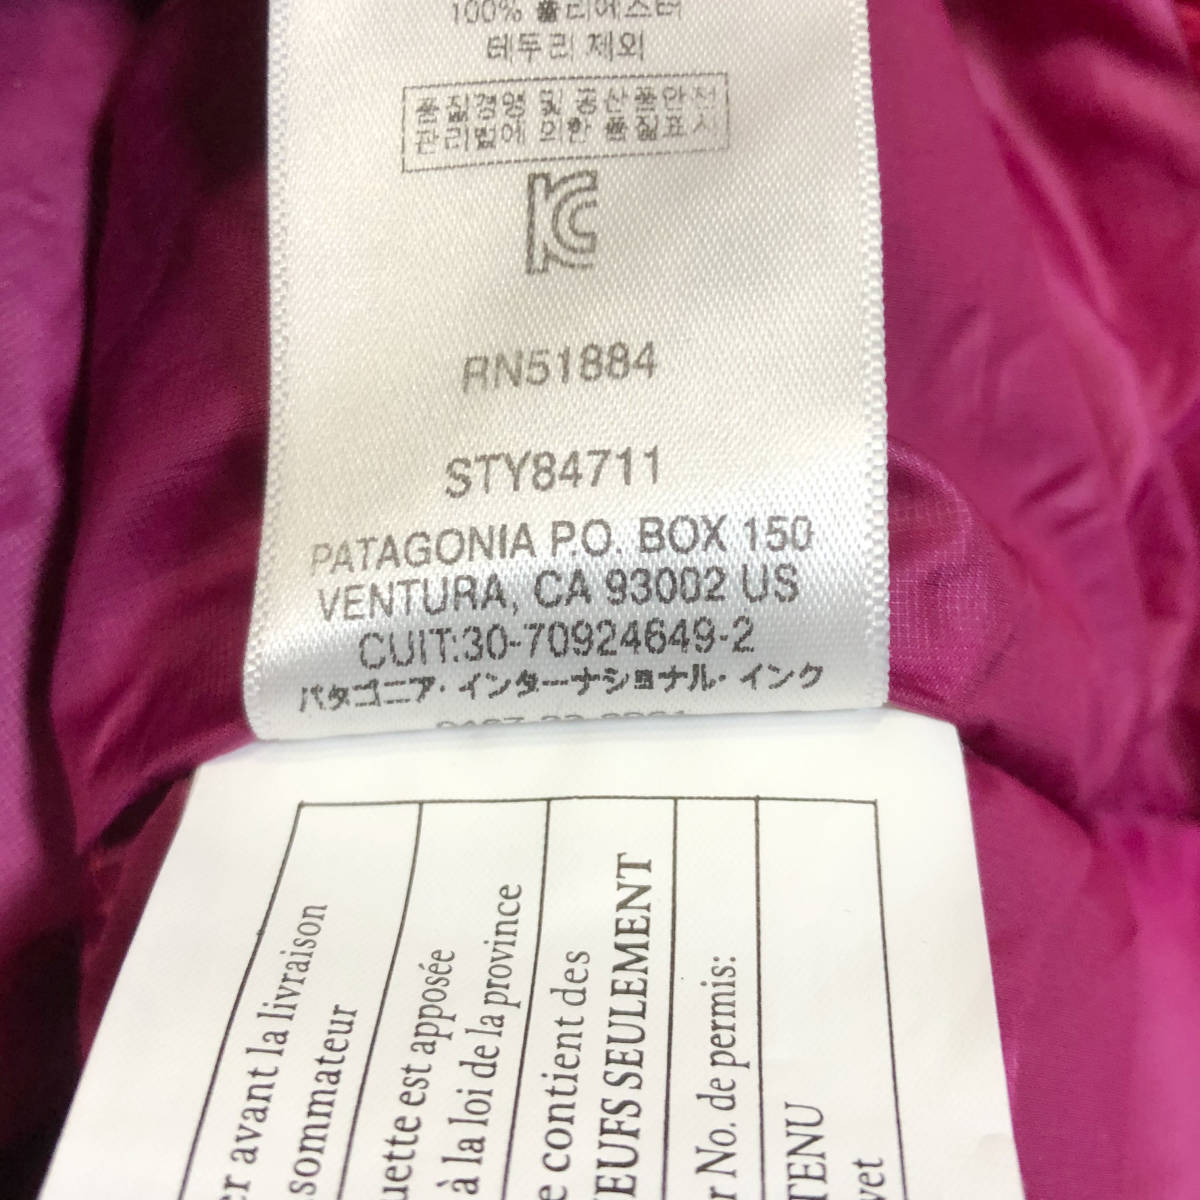 100% 폴리에스터
테두리 제외
품질경영 및 공산품안전
관리법에 의한 품질표시
RN51884
STY84711
PATAGONIA P.O. BOX 150
VENTURA, CA 93002 US
CUIT:30-70924649-2
パタゴニア・インターナショナル・インク
er avant la livraison
sommateur
uette est apposée
à la loi de la province
e contient des
EUFS SEULEMENT
r No. de permis:
TENU
vet